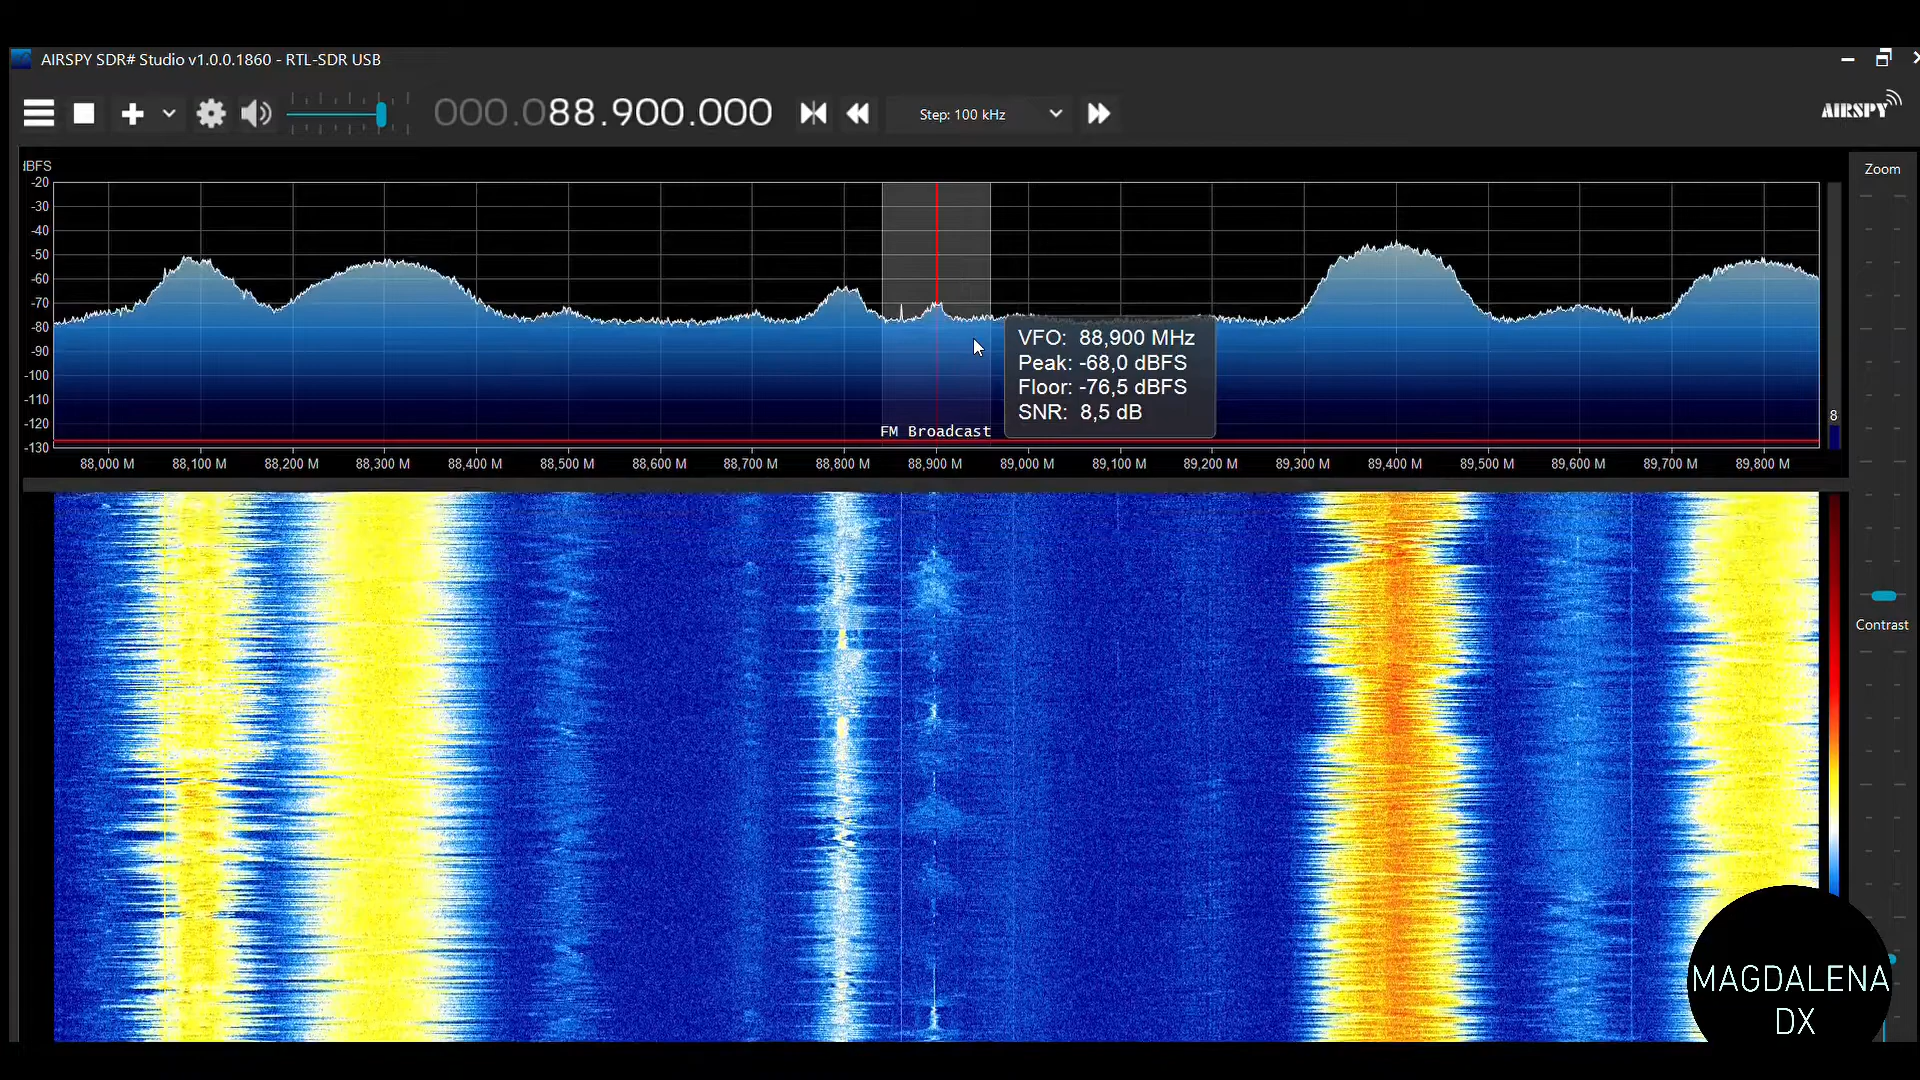 AIRSPY SDR# Studio v1.0.0.1860 - RTL-SDR USB
000.088.900.000
Step: 100 kHz
AIRSPY
dBFS
Zoom
-20
-30
-40
-50
-60
-70
-80
-90
-100
-110
-120
-130
VFO: 88,900 MHz
Peak: -68,0 dBFS
Floor: -76,5 dBFS
SNR: 8,5 dB
8
FM Broadcast
88,000 M 88,100 M 88,200 M 88,300 M 88,400 M 88,500 M 88,600 M 88,700 M 88,800 M 88,900 M 89,000 M 89,100 M 89,200 M 89,300 M 89,400 M 89,500 M 89,600 M 89,700 M 89,800 M
Contrast
MAGDALENA
DX